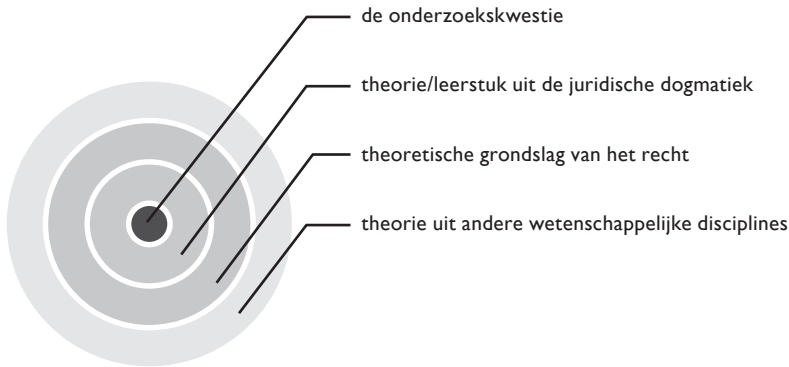 de onderzoekskwestie
theorie/leerstuk uit de juridische dogmatiek
theoretische grondslag van het recht
theorie uit andere wetenschappelijke disciplines